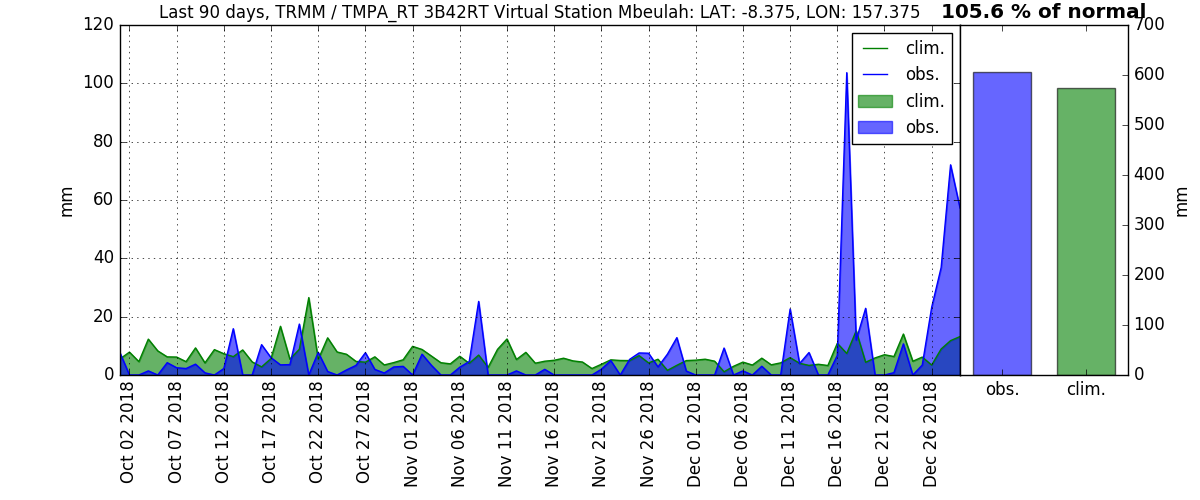 Last 90 days, TRMM / TMPA_RT 3B42RT Virtual Station Mbeulah: LAT: -8.375, LON: 157.375
105.6 % of normal
120
100
80
60
40
20
0
mm
clim.
obs.
clim.
obs.
Oct 02 2018
Oct 07 2018
Oct 12 2018
Oct 17 2018
Oct 22 2018
Oct 27 2018
Nov 01 2018
Nov 06 2018
Nov 11 2018
Nov 16 2018
Nov 21 2018
Nov 26 2018
Dec 01 2018
Dec 06 2018
Dec 11 2018
Dec 16 2018
Dec 21 2018
Dec 26 2018
700
600
500
400
300
200
100
0
mm
obs.
clim.